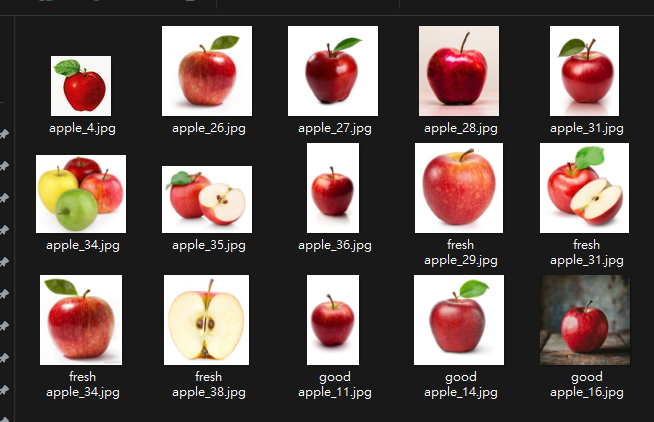 apple_4.jpg
apple_26.jpg
apple_27.jpg
apple_28.jpg
apple_31.jpg
apple_34.jpg
apple_35.jpg
apple_36.jpg
fresh
apple_29.jpg
fresh
apple_31.jpg
fresh
apple_34.jpg
fresh
apple_38.jpg
good
apple_11.jpg
good
apple_14.jpg
good
apple_16.jpg